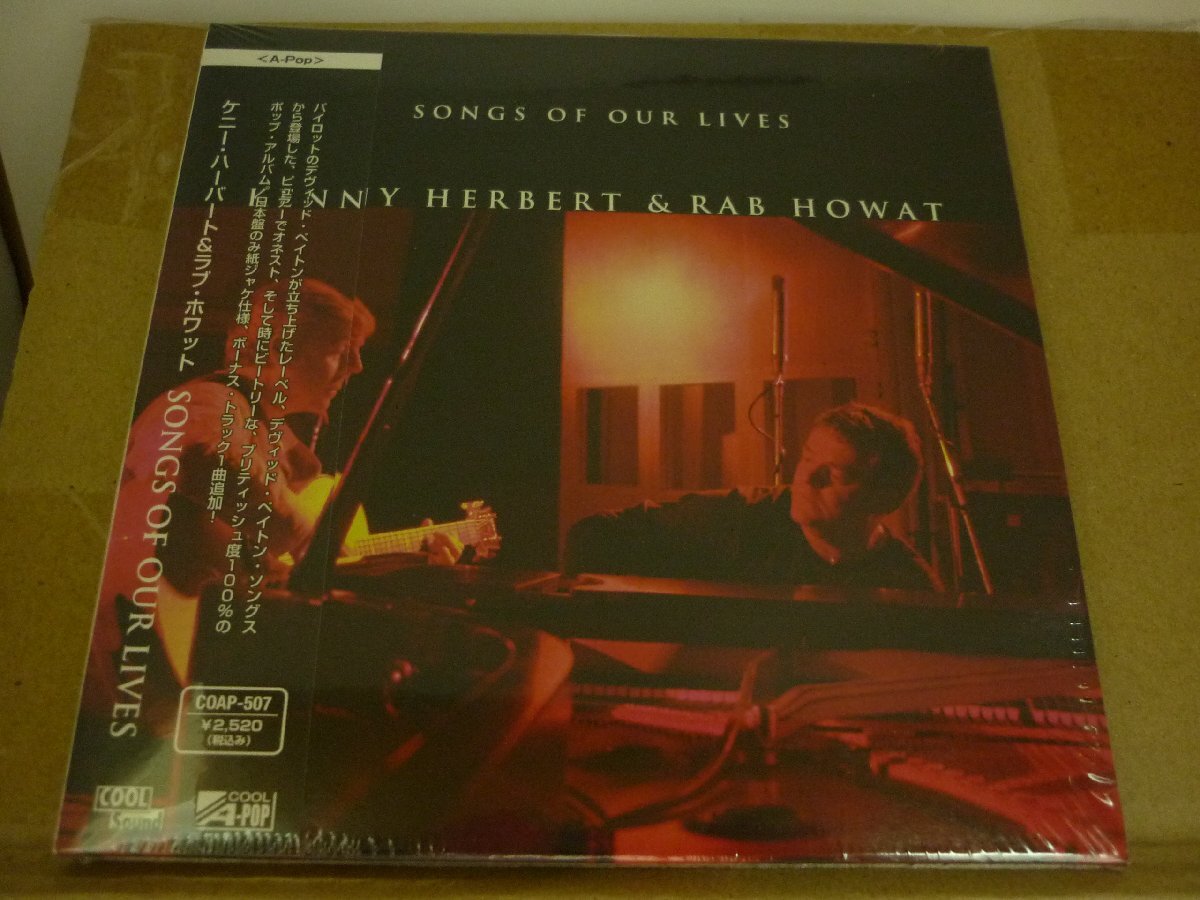 <A-Pop>
SONGS OF OUR LIVES
NNY HERBERT & RAB HOWAT
パイロットのデヴィッド・ペイトンが立ち上げたレーベル、デヴィッド・ペイトン・ソングス
から登場した、ピュアーでオネスト、そして時にビートリーな、ブリティッシュ度100%の
ポップ・アルバム/日本盤のみ紙ジャケ仕様、ボーナス・トラック1曲追加!
ケニー・ハーバート&ラブ・ホワット SONGS OF OUR LIVES
COAP-507
¥2,520
(税込み)
COOL
Sound
COOL
A-POP